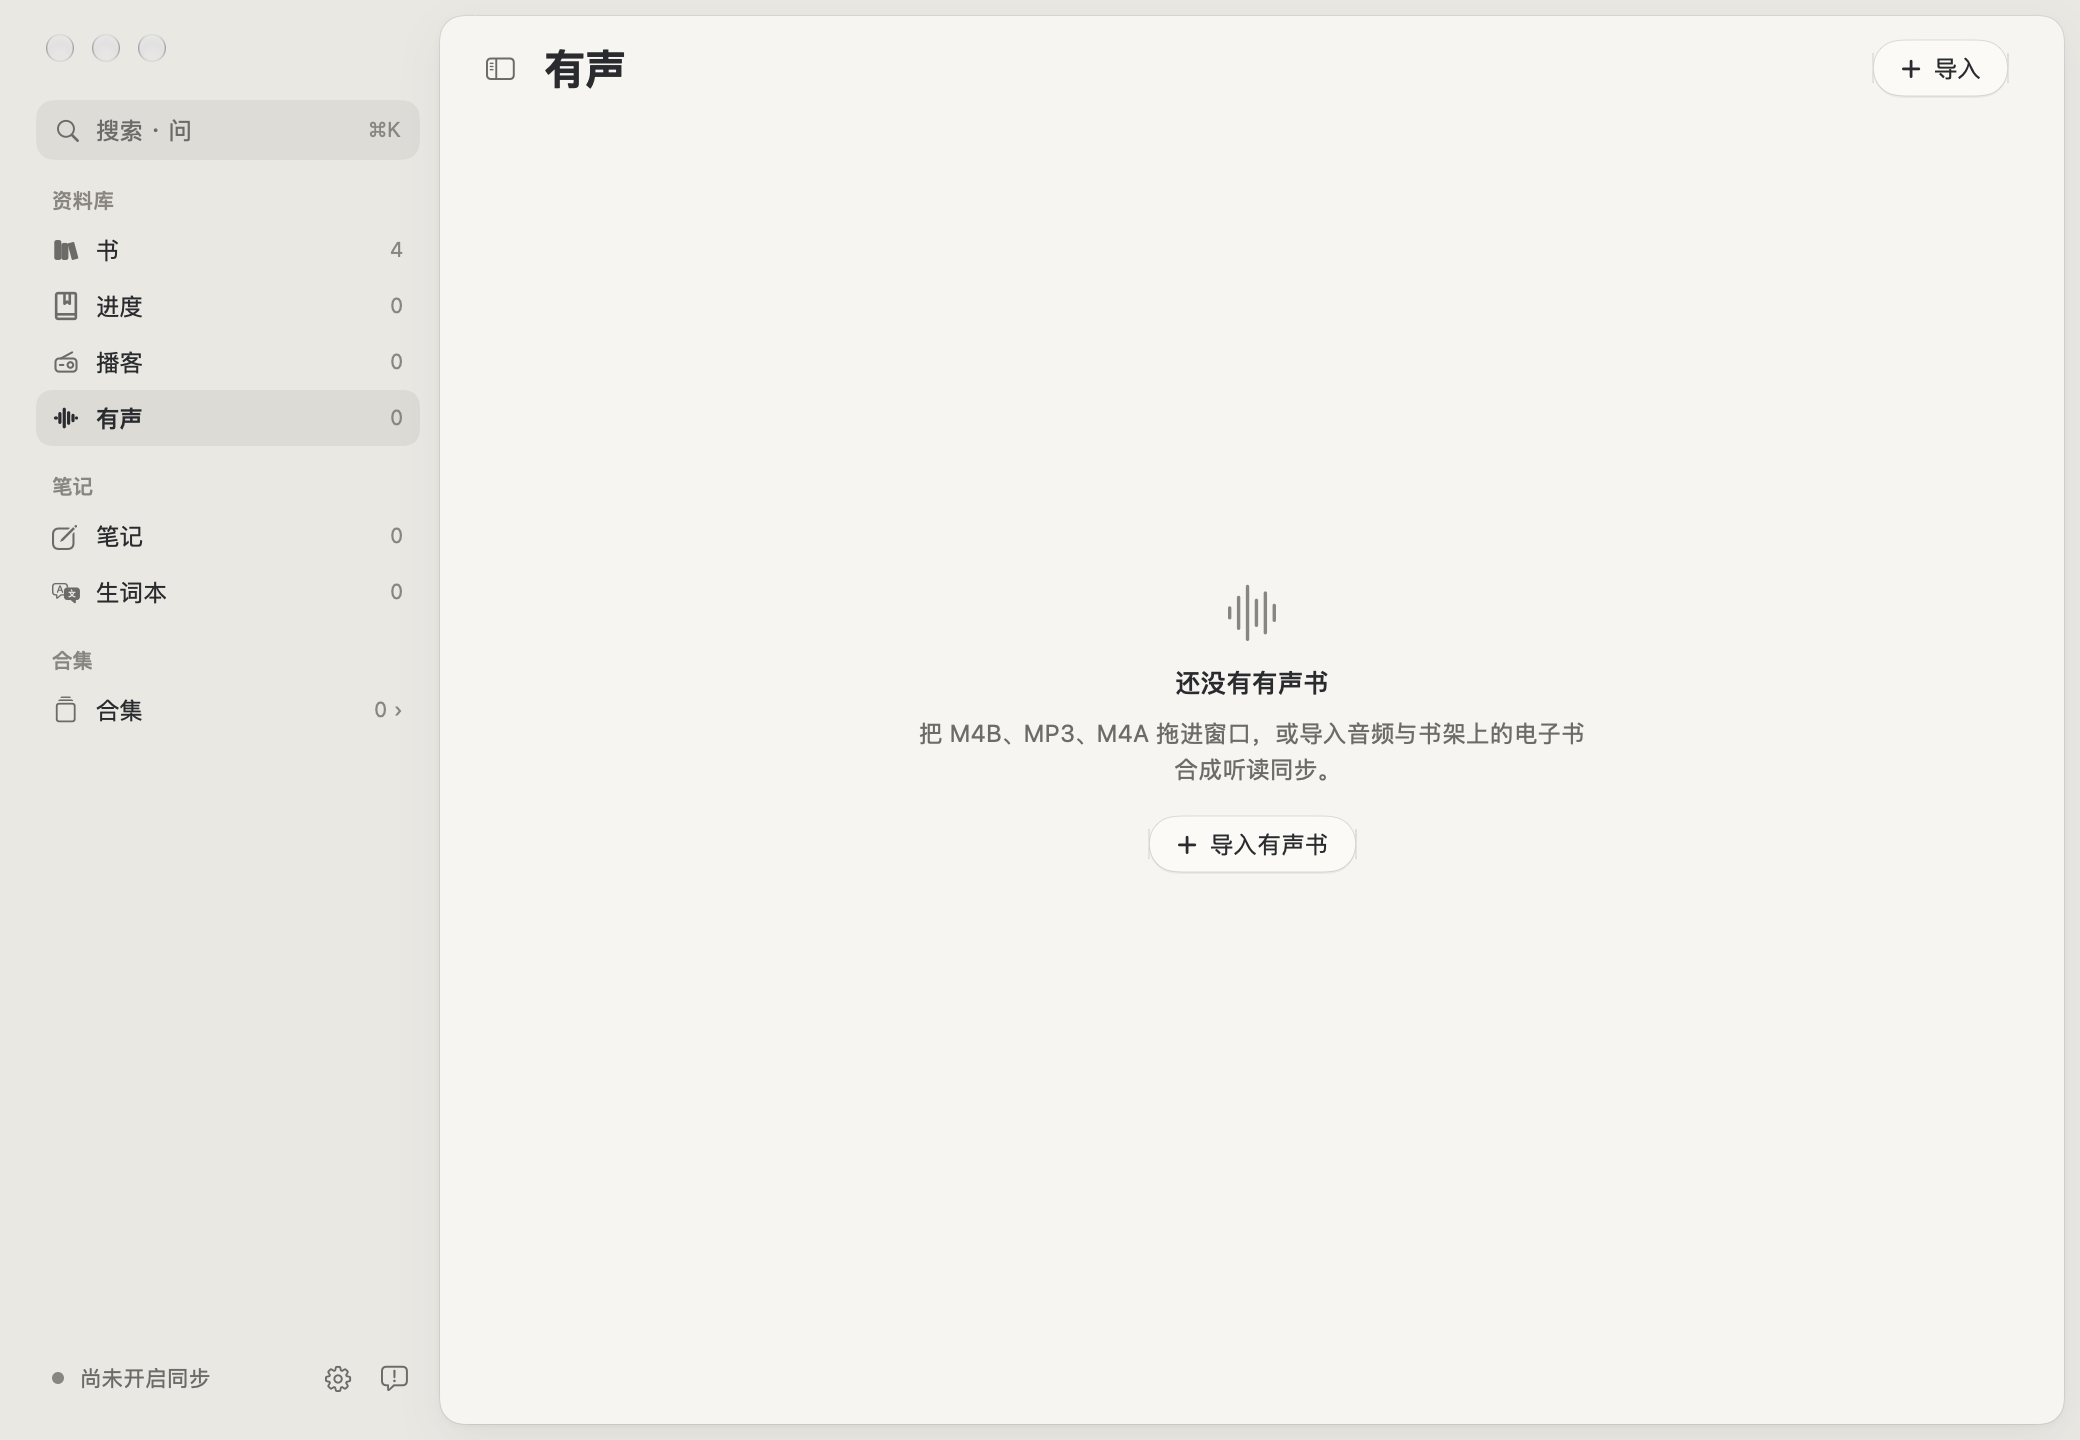 搜索 · 问 ⌘K
资料库
书 4
进度 0
播客 0
有声 0
笔记
笔记 0
生词本 0
合集
合集 0 ›
尚未开启同步
有声
+ 导入
还没有有声书
把 M4B、MP3、M4A 拖进窗口，或导入音频与书架上的电子书
合成听读同步。
+ 导入有声书